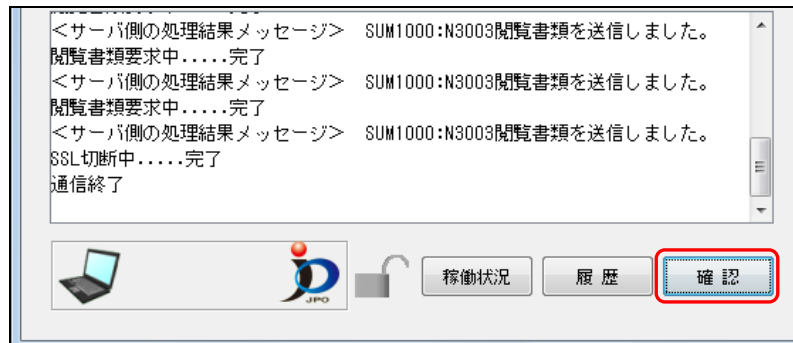 <サーバ側の処理結果メッセージ>　SUM1000:N3003閲覧書類を送信しました。
閲覧書類要求中.....完了
<サーバ側の処理結果メッセージ>　SUM1000:N3003閲覧書類を送信しました。
閲覧書類要求中.....完了
<サーバ側の処理結果メッセージ>　SUM1000:N3003閲覧書類を送信しました。
SSL切断中.....完了
通信終了
JPO
稼働状況
履 歴
確 認